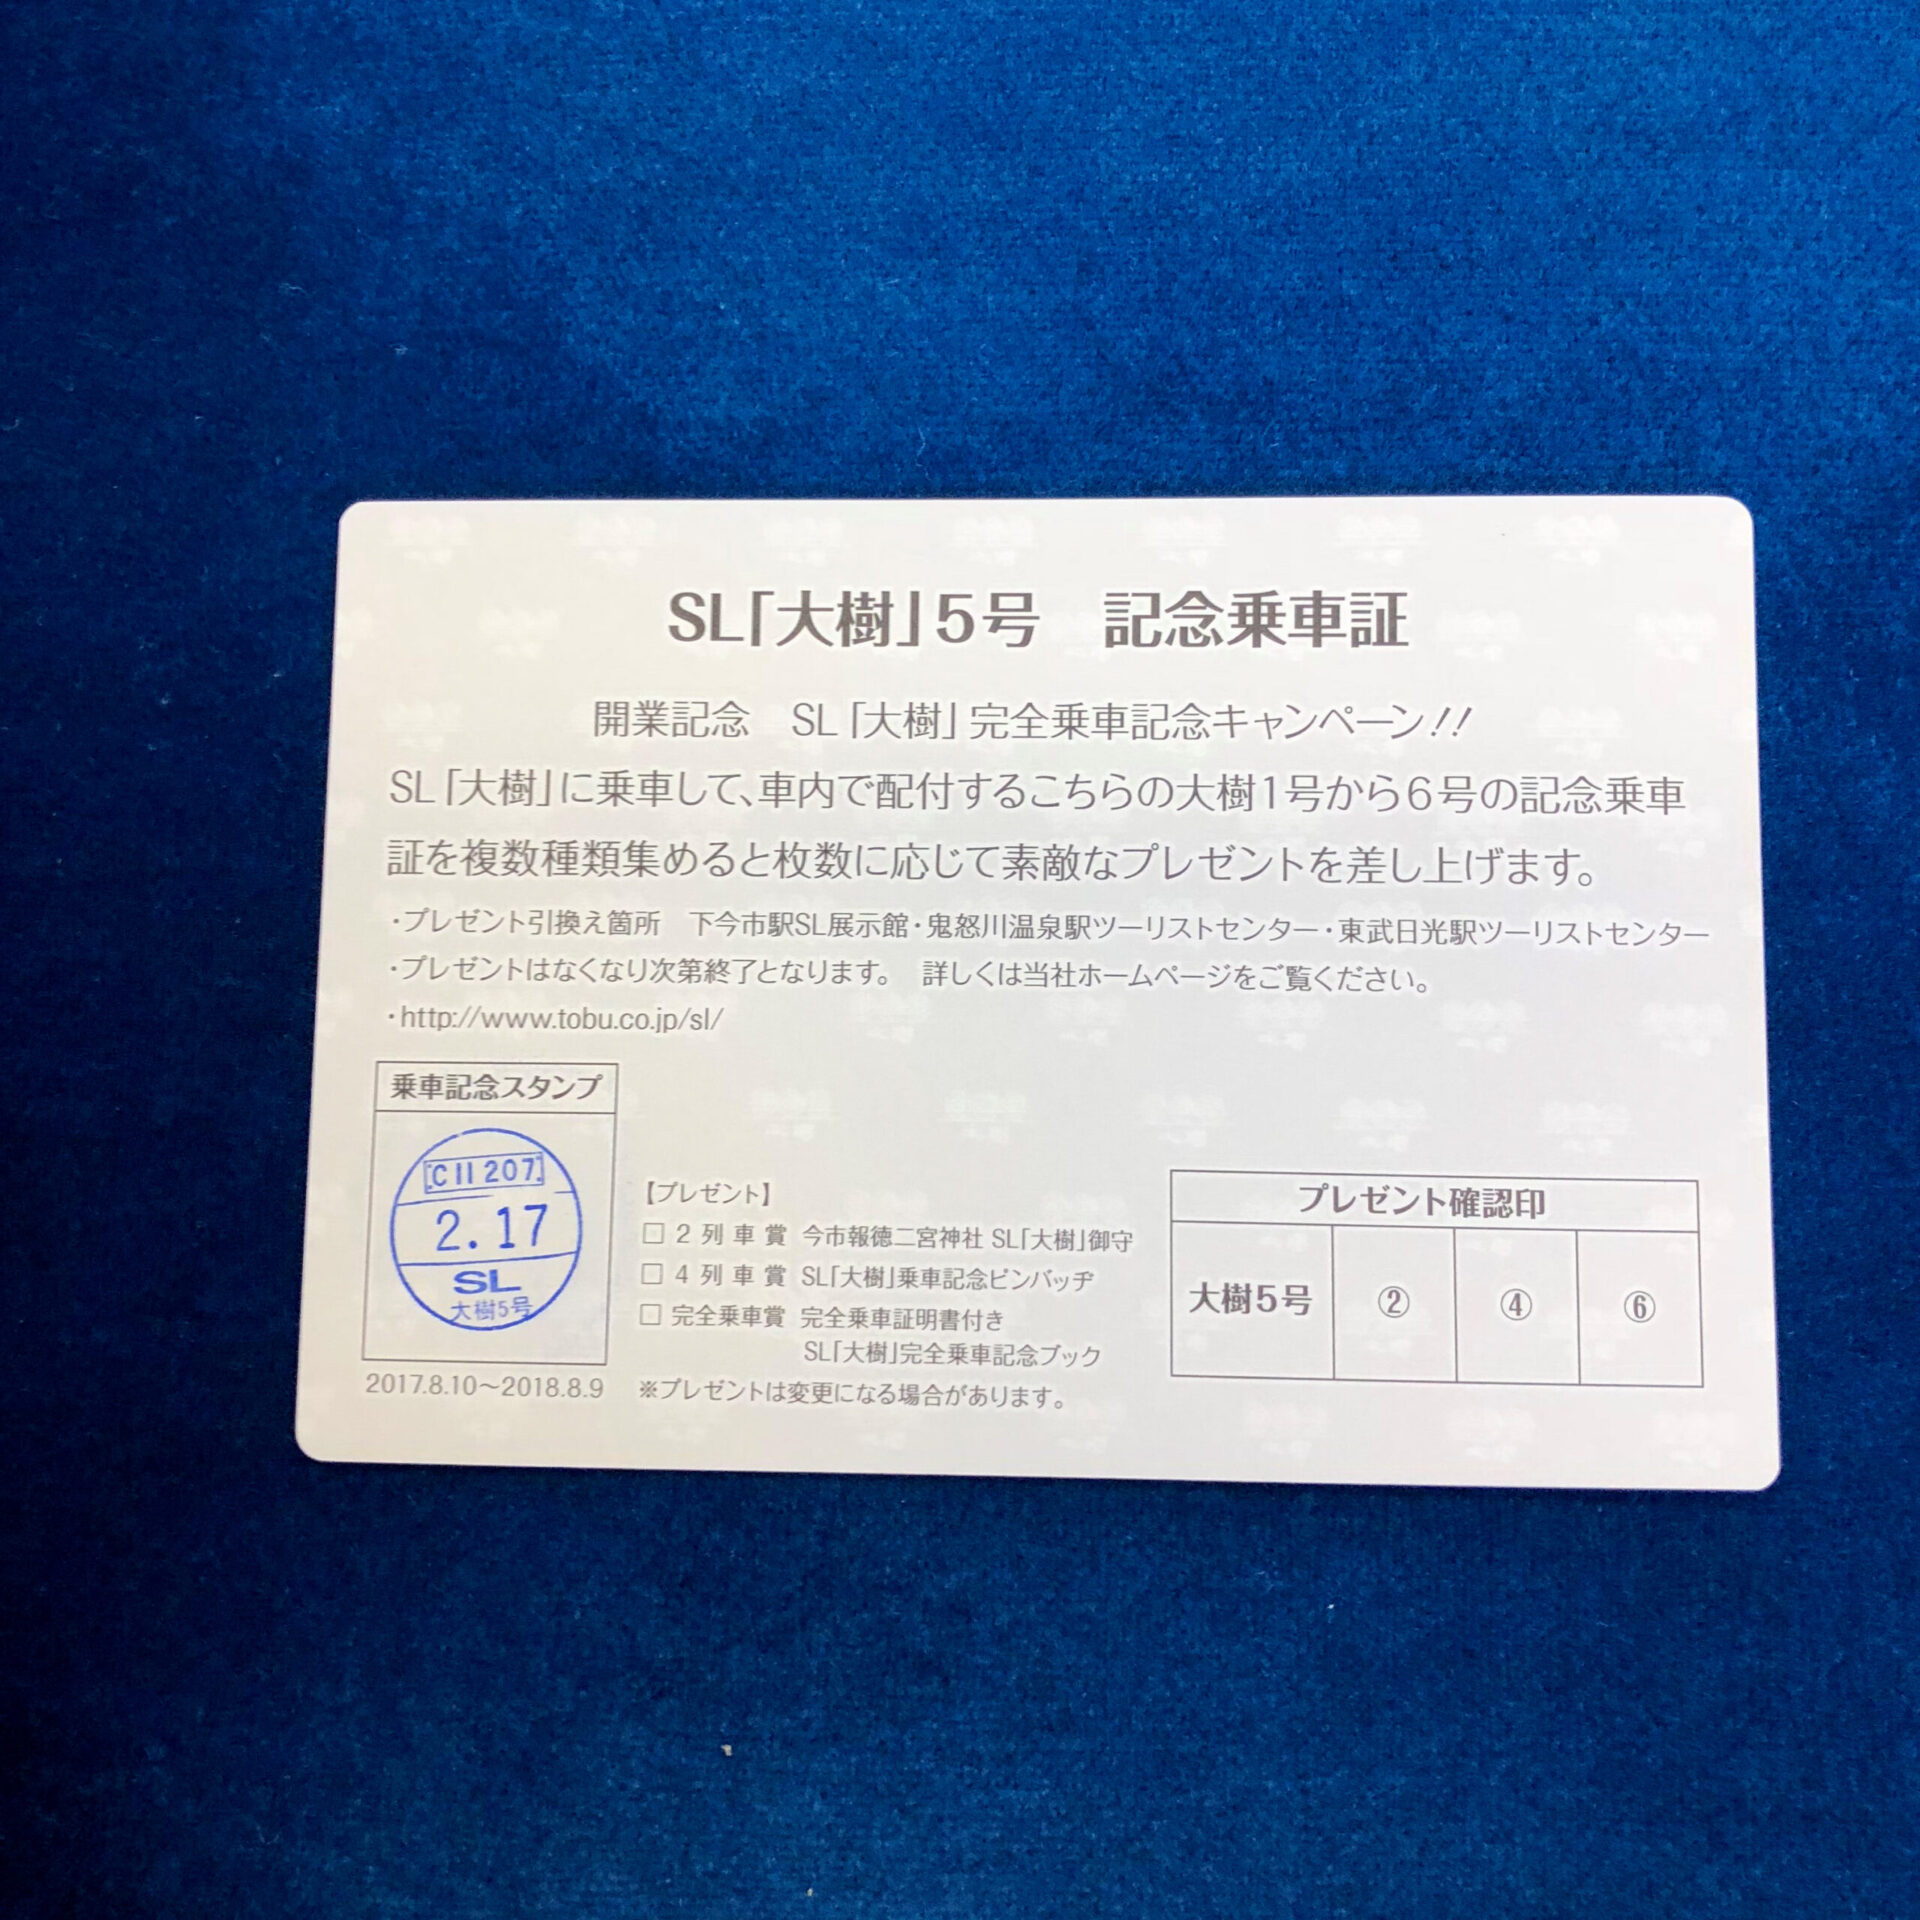 SL「大樹」5号　記念乗車証
開業記念　SL「大樹」完全乗車記念キャンペーン!!
SL「大樹」に乗車して、車内で配付するこちらの大樹1号から6号の記念乗車
証を複数種類集めると枚数に応じて素敵なプレゼントを差し上げます。
・プレゼント引換え箇所　下今市駅SL展示館・鬼怒川温泉駅ツーリストセンター・東武日光駅ツーリストセンター
・プレゼントはなくなり次第終了となります。　詳しくは当社ホームページをご覧ください。
・http://www.tobu.co.jp/sl/
乗車記念スタンプ
C11 207
2.17
SL
大樹5号
2017.8.10～2018.8.9
【プレゼント】
□ 2列車賞 今市報徳二宮神社 SL「大樹」御守
□ 4列車賞 SL「大樹」乗車記念ピンバッヂ
□ 完全乗車賞 完全乗車証明書付き
SL「大樹」完全乗車記念ブック
※プレゼントは変更になる場合があります。
プレゼント確認印
大樹5号 ② ④ ⑥